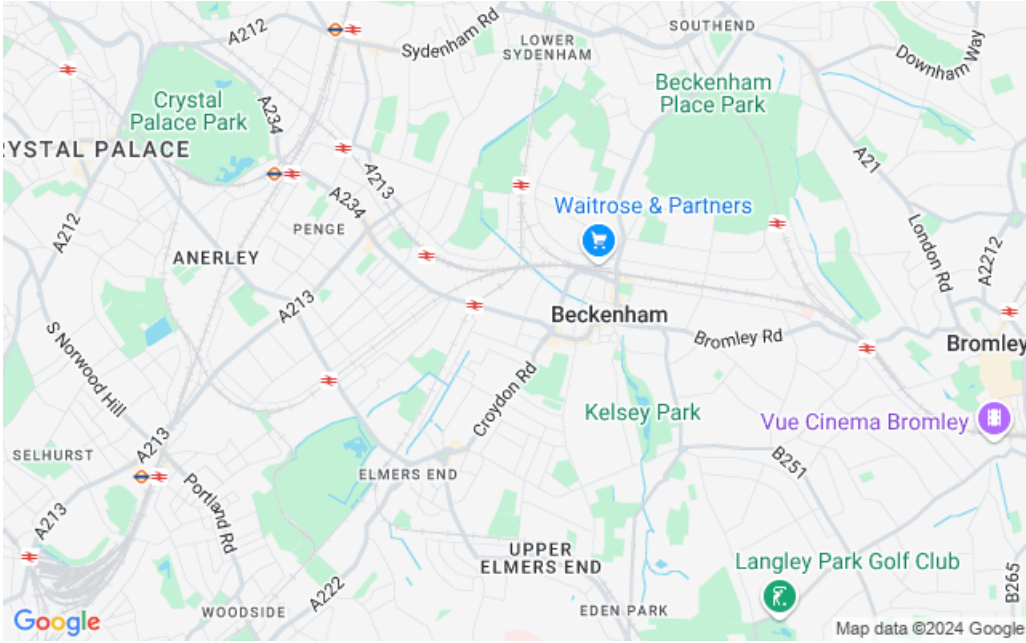 A212
Sydenham Rd
LOWER
SYDENHAM
SOUTHEND
Downham Way
Crystal
Palace Park
A234
Beckenham
Place Park
RYSTAL PALACE
A213
A21
A234
Waitrose & Partners
A212
PENGE
London Rd
A2212
ANERLEY
A213
Beckenham
Bromley Rd
Bromley
S Norwood Hill
Croydon Rd
Kelsey Park
Vue Cinema Bromley
A213
SELHURST
ELMERS END
B251
Portland Rd
A213
UPPER
ELMERS END
Langley Park Golf Club
A222
B265
WOODSIDE
EDEN PARK
Google
Map data ©2024 Google